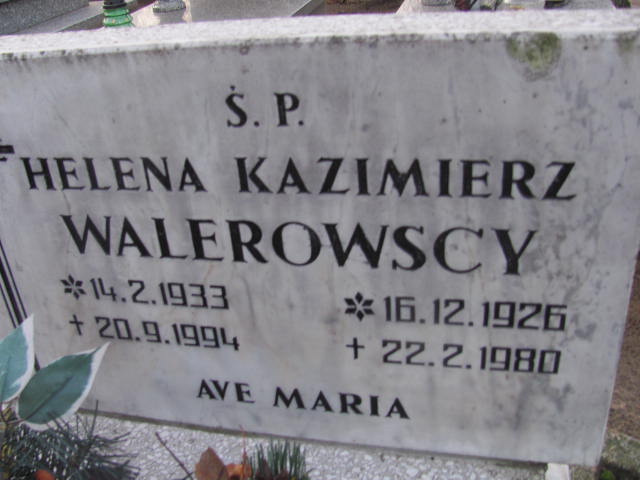 Ś. P.
HELENA KAZIMIERZ
WALEROWSCY
* 14.2.1933 * 16.12.1926
† 20.9.1994 † 22.2.1980
AVE MARIA